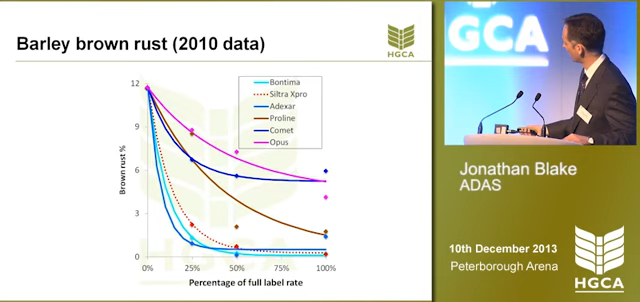 Barley brown rust (2010 data)
HGCA
12
9
6
3
0
Brown rust %
0%
25%
50%
75%
100%
Percentage of full label rate
Bontima
Siltra Xpro
Adexar
Proline
Comet
Opus
HGCA
HGCA
Jonathan Blake
ADAS
10th December 2013
Peterborough Arena
HGCA